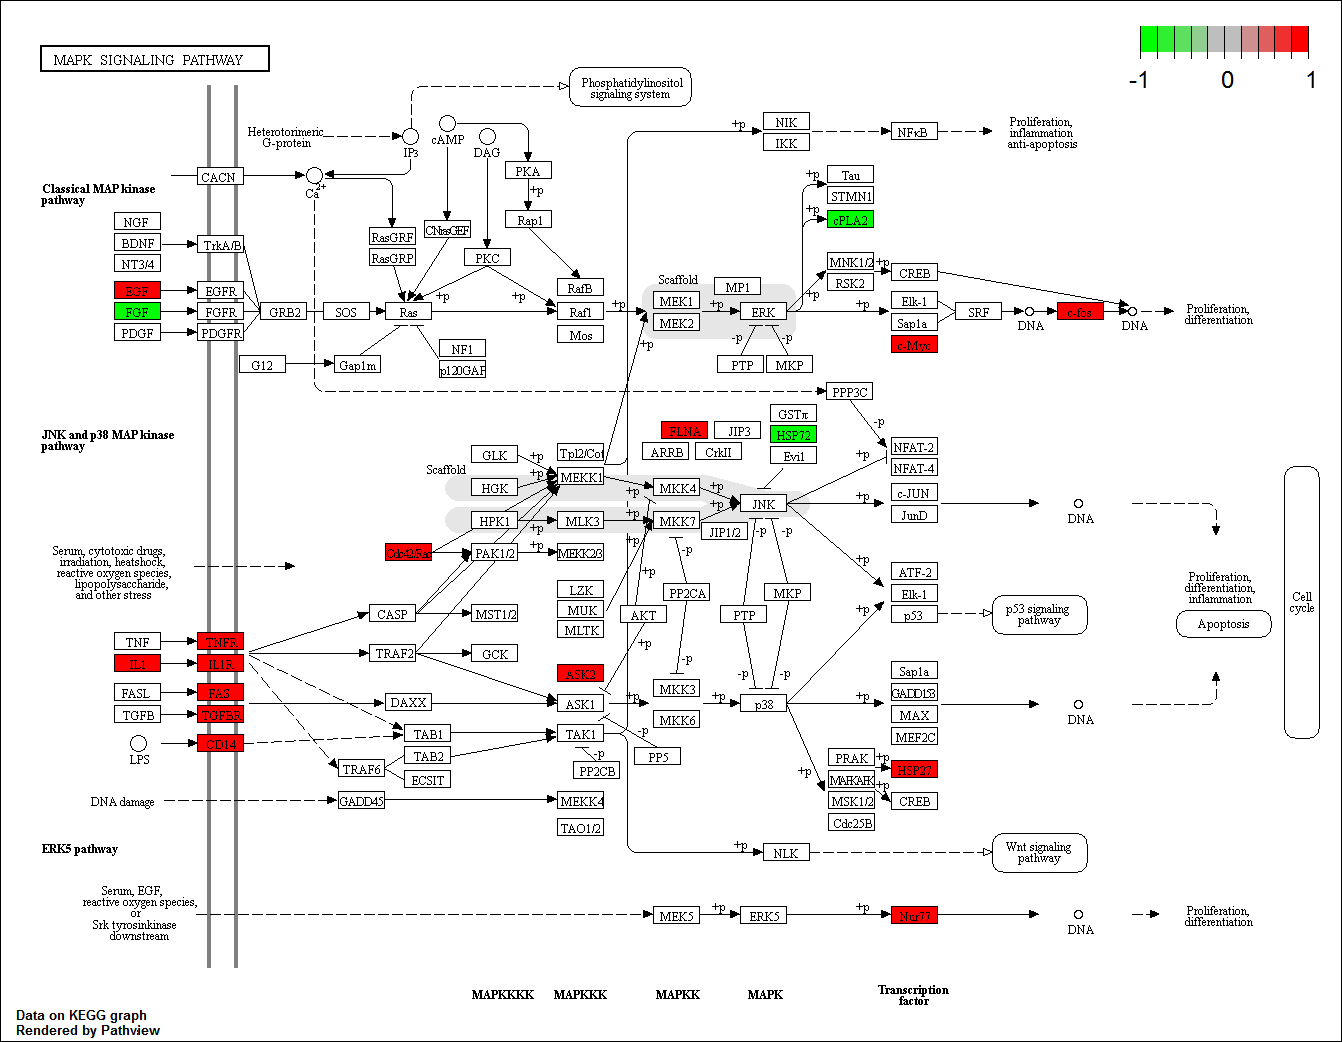 MAPK SIGNALING PATHWAY
-1 0 1
Phosphatidylinositol
signaling system
Heterotorimeric
G-protein
IP3
cAMP
DAG
+p
NIK
IKK
NFκB
Proliferation,
inflammation
anti-apoptosis
CACN
Ca2+
PKA
+p
Rap1
Classical MAP kinase
pathway
NGF
BDNF
NT3/4
EGF
FGF
PDGF
TrkA/B
EGFR
FGFR
PDGFR
GRB2
SOS
G12
Gap1m
RasGRF
RasGRP
CNrasGEF
PKC
Ras
+p
+p
NF1
p120GAP
RafB
Raf1
Mos
+p
+p
Scaffold
MEK1
MEK2
+p
MP1
ERK
-p
-p
PTP
MKP
+p
+p
+p
+p
+p
Tau
STMN1
cPLA2
MNK1/2
RSK2
+p
CREB
Elk-1
Sap1a
c-Myc
SRF
DNA
c-fos
DNA
Proliferation,
differentiation
PPP3C
-p
JNK and p38 MAP kinase
pathway
Scaffold
GLK
HGK
HPK1
PAK1/2
MST1/2
GCK
+p
+p
+p
+p
Tpl2/Cot
MEKK1
MLK3
MEKK2/3
LZK
MUK
MLTK
ASK2
ASK1
TAK1
FLNA
JIP3
ARRB
CrkII
GSTπ
HSP72
Evi1
+p
+p
+p
+p
MKK4
MKK7
+p
+p
JNK
JIP1/2
-p
PP2CA
-p
AKT
+p
+p
-p
-p
PTP
MKP
-p
-p
+p
+p
+p
+p
NFAT-2
NFAT-4
c-JUN
JunD
DNA
ATF-2
Elk-1
p53
p53 signaling
pathway
Proliferation,
differentiation,
inflammation
Apoptosis
Cell
cycle
Serum, cytotoxic drugs,
irradiation, heatshock,
reactive oxygen species,
lipopolysaccharide,
and other stress
Cdc42/Rac
CASP
TRAF2
TNF
IL1
FASL
TGFB
LPS
TNFR
IL1R
FAS
TGFBR
CD14
DAXX
TAB1
TAB2
ECSIT
TRAF6
+p
MKK3
MKK6
+p
p38
-p
PP2CB
-p
PP5
+p
+p
Sap1a
GADD153
MAX
MEF2C
DNA
PRAK
MAPKAPK
MSK1/2
Cdc25B
+p
+p
HSP27
CREB
DNA damage
GADD45
MEKK4
TAO1/2
ERK5 pathway
+p
NLK
Wnt signaling
pathway
Serum, EGF,
reactive oxygen species,
or
Srk tyrosinkinase
downstream
MEK5
+p
ERK5
+p
Nur77
DNA
Proliferation,
differentiation
MAPKKKK
MAPKKK
MAPKK
MAPK
Transcription
factor
Data on KEGG graph
Rendered by Pathview